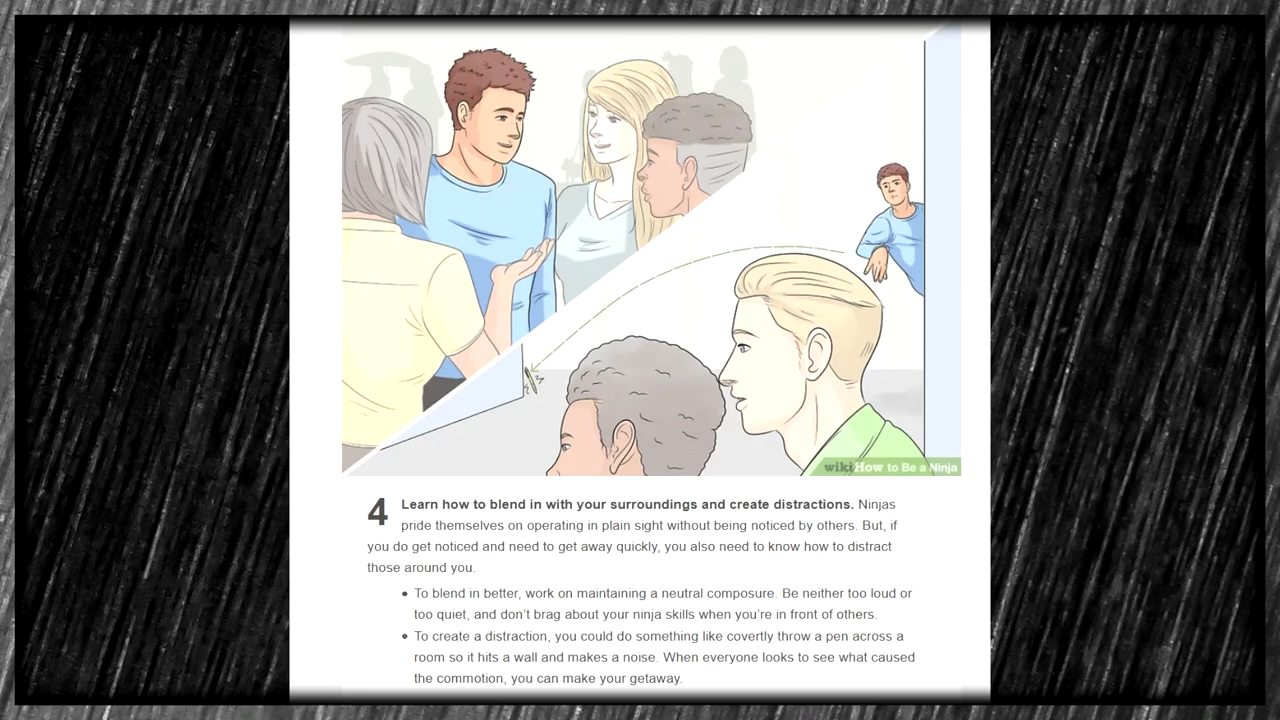 wikiHow to Be a Ninja
4 Learn how to blend in with your surroundings and create distractions. Ninjas
pride themselves on operating in plain sight without being noticed by others. But, if
you do get noticed and need to get away quickly, you also need to know how to distract
those around you.
• To blend in better, work on maintaining a neutral composure. Be neither too loud or
too quiet, and don’t brag about your ninja skills when you’re in front of others.
• To create a distraction, you could do something like covertly throw a pen across a
room so it hits a wall and makes a noise. When everyone looks to see what caused
the commotion, you can make your getaway.